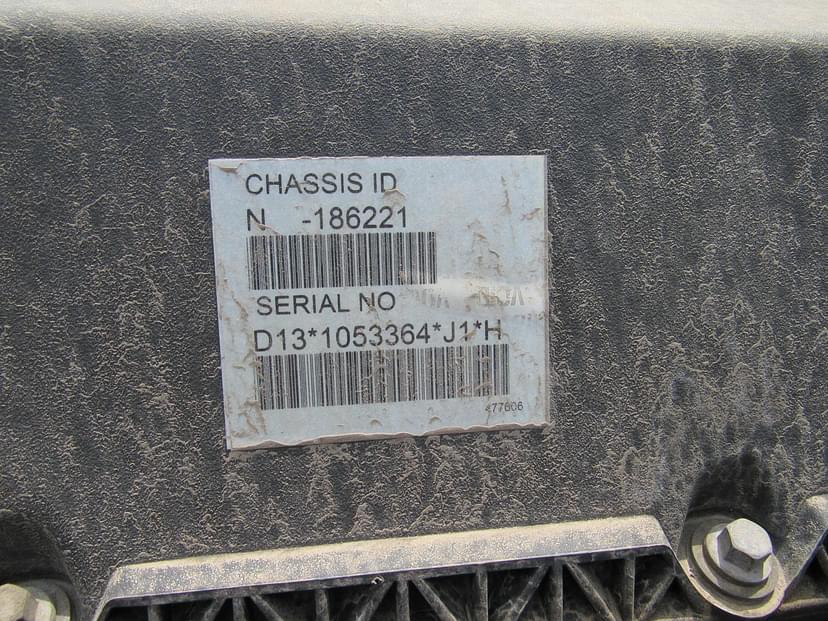 CHASSIS ID
N -186221
SERIAL NO
D13*1053364*J1*H